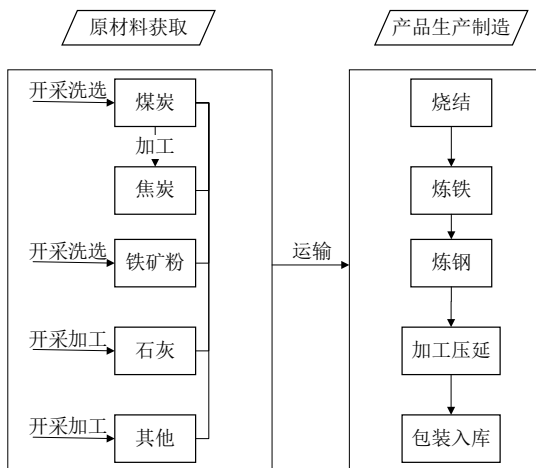 原材料获取
产品生产制造
开采洗选
煤炭
加工
焦炭
开采洗选
铁矿粉
开采加工
石灰
开采加工
其他
运输
烧结
炼铁
炼钢
加工压延
包装入库